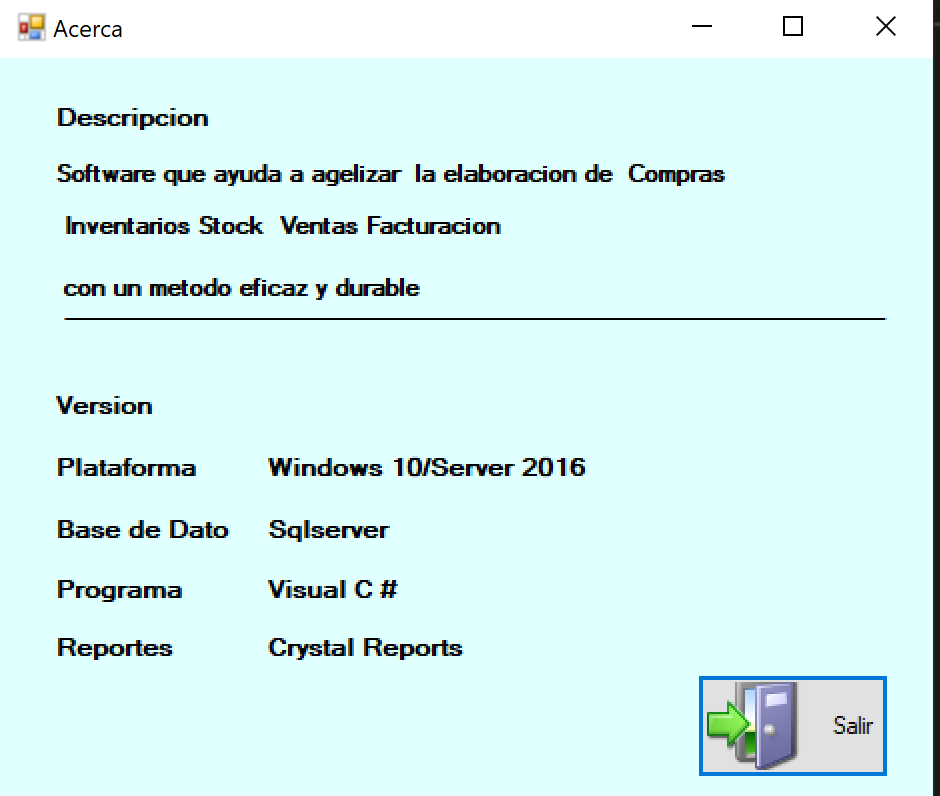 Acerca
Descripcion
Software que ayuda a agelizar la elaboracion de Compras
Inventarios Stock Ventas Facturacion
con un metodo eficaz y durable
Version
Plataforma Windows 10/Server 2016
Base de Dato Sqlserver
Programa Visual C #
Reportes Crystal Reports
Salir